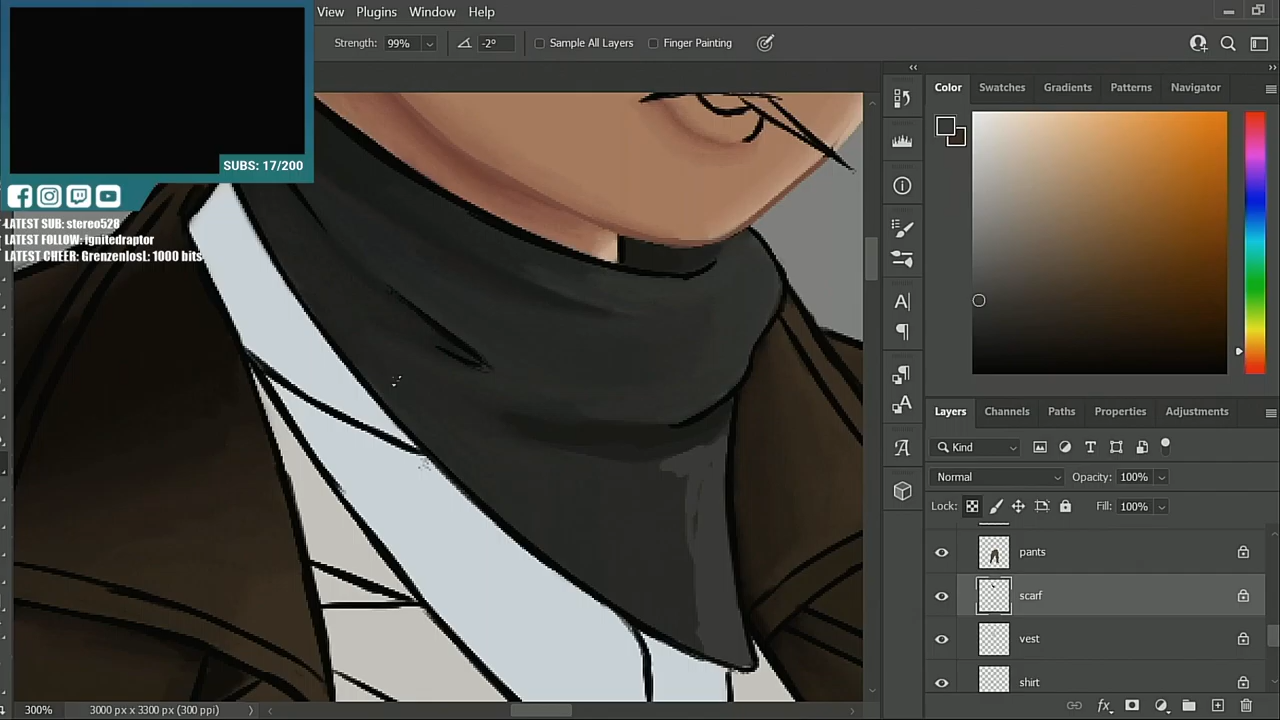 View Plugins Window Help
Strength: 99% -2° Sample All Layers Finger Painting
SUBS: 17/200
LATEST SUB: stereo528
LATEST FOLLOW: ignitedraptor
LATEST CHEER: GrenzenlosL: 1000 bits
Color Swatches Gradients Patterns Navigator
Layers Channels Paths Properties Adjustments
Kind
Normal Opacity: 100%
Lock: Fill: 100%
pants
scarf
vest
shirt
300% 3000 px x 3300 px (300 ppi)